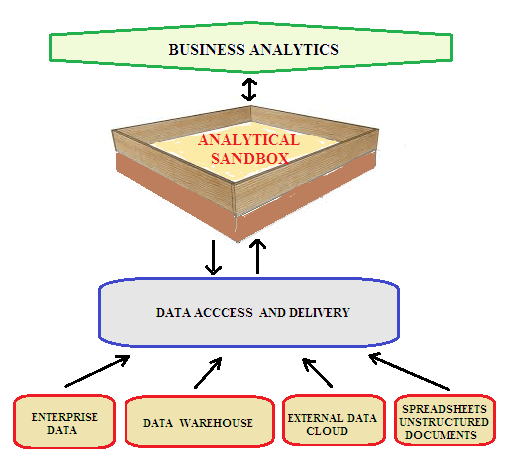 BUSINESS ANALYTICS
ANALYTICAL
SANDBOX
DATA ACCCESS AND DELIVERY
ENTERPRISE
DATA
DATA WAREHOUSE
EXTERNAL DATA
CLOUD
SPREADSHEETS
UNSTRUCTURED
DOCUMENTS